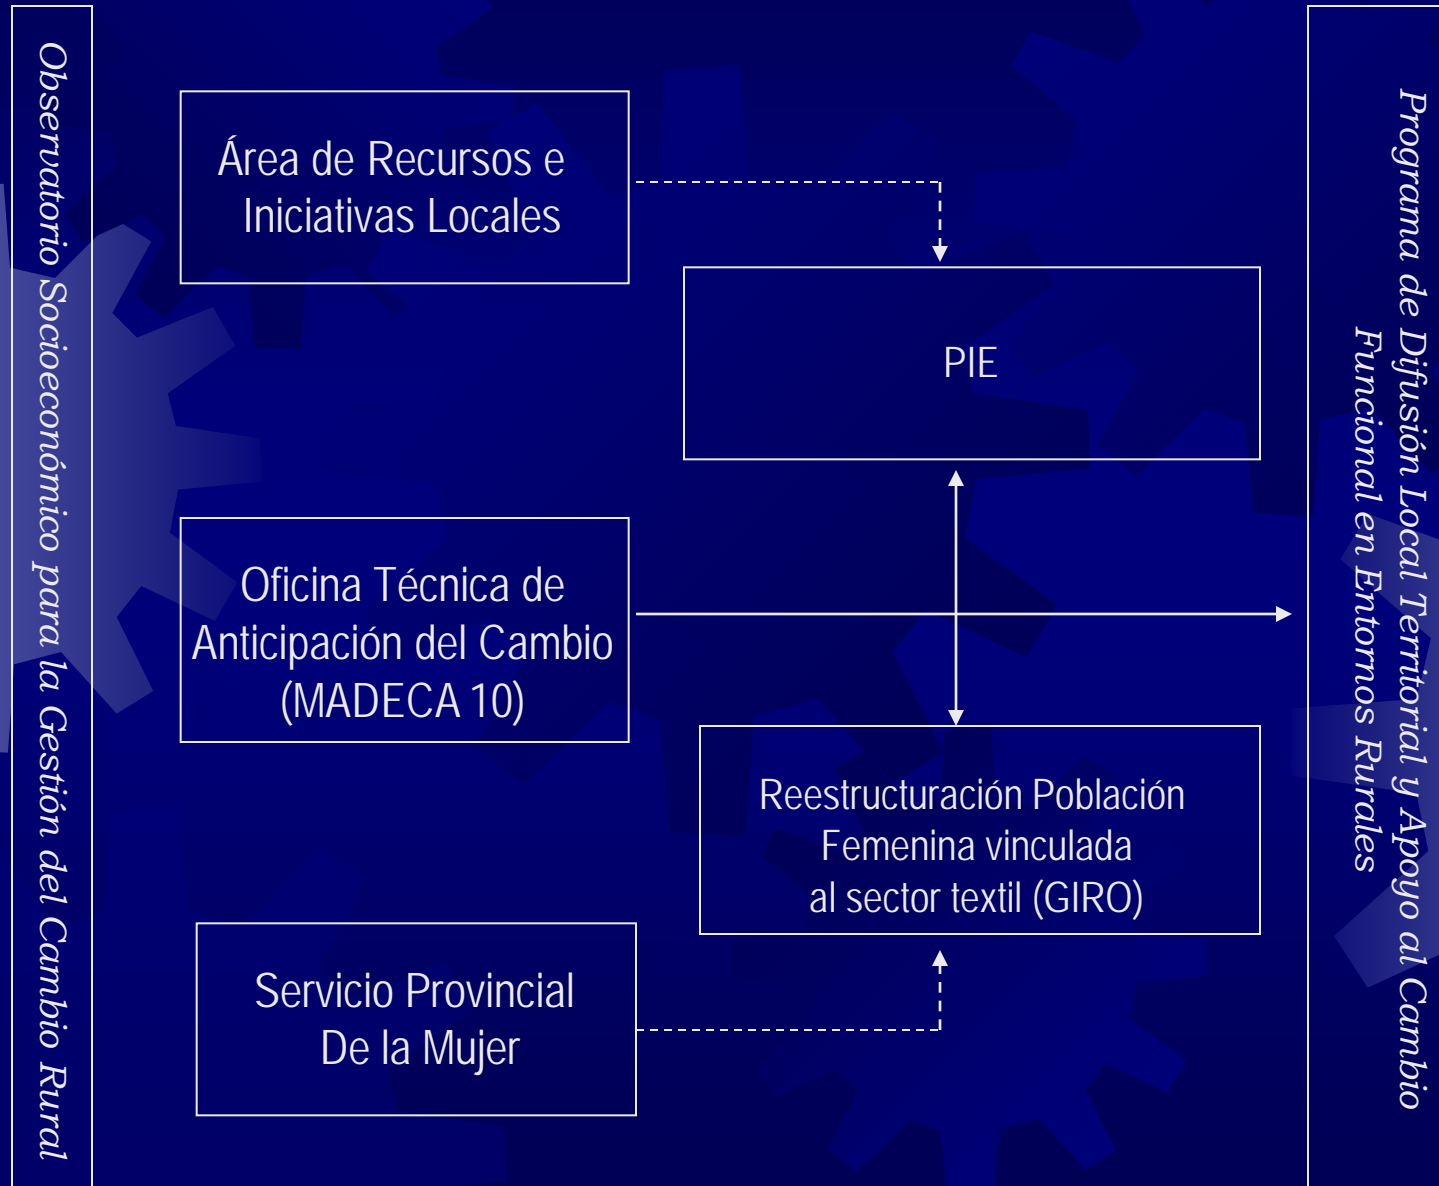 Observatorio Socioeconómico para la Gestión del Cambio Rural
Área de Recursos e
Iniciativas Locales
PIE
Oficina Técnica de
Anticipación del Cambio
(MADECA 10)
Reestructuración Población
Femenina vinculada
al sector textil (GIRO)
Servicio Provincial
De la Mujer
Programa de Difusión Local Territorial y Apoyo al Cambio
Funcional en Entornos Rurales